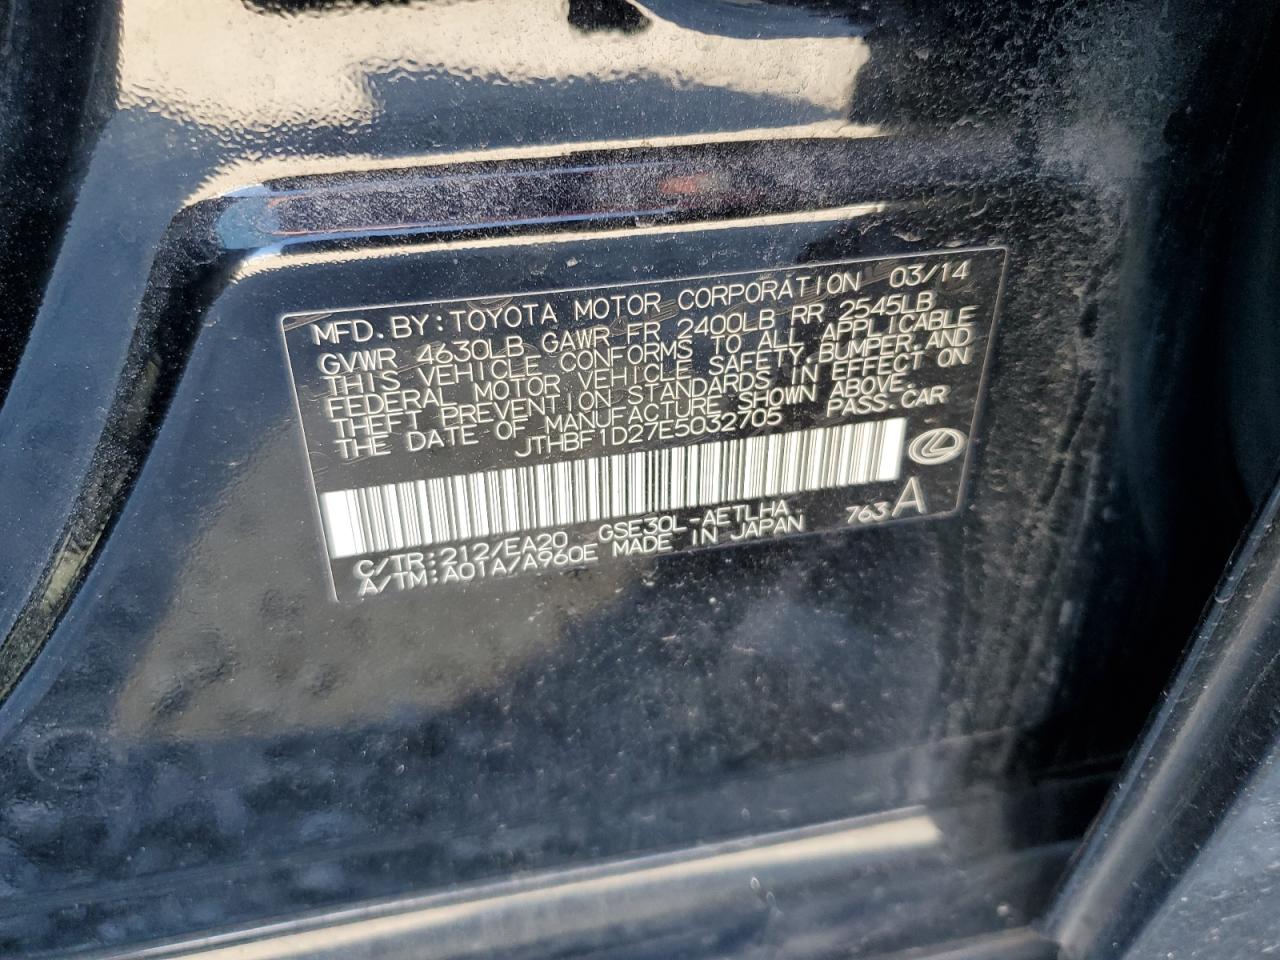 MFD.BY:TOYOTA MOTOR CORPORATION 03/14
GVWR 4630LB GAWR FR 2400LB RR 2545LB
THIS VEHICLE CONFORMS TO ALL APPLICABLE
FEDERAL MOTOR VEHICLE SAFETY,BUMPER,AND
THEFT PREVENTION STANDARDS IN EFFECT ON
THE DATE OF MANUFACTURE SHOWN ABOVE.
JTHBF1D27E5032705 PASS.CAR
C/TR:212/EA20 GSE30L-AETLHA
A/TM:A01A/A960E MADE IN JAPAN 763 A